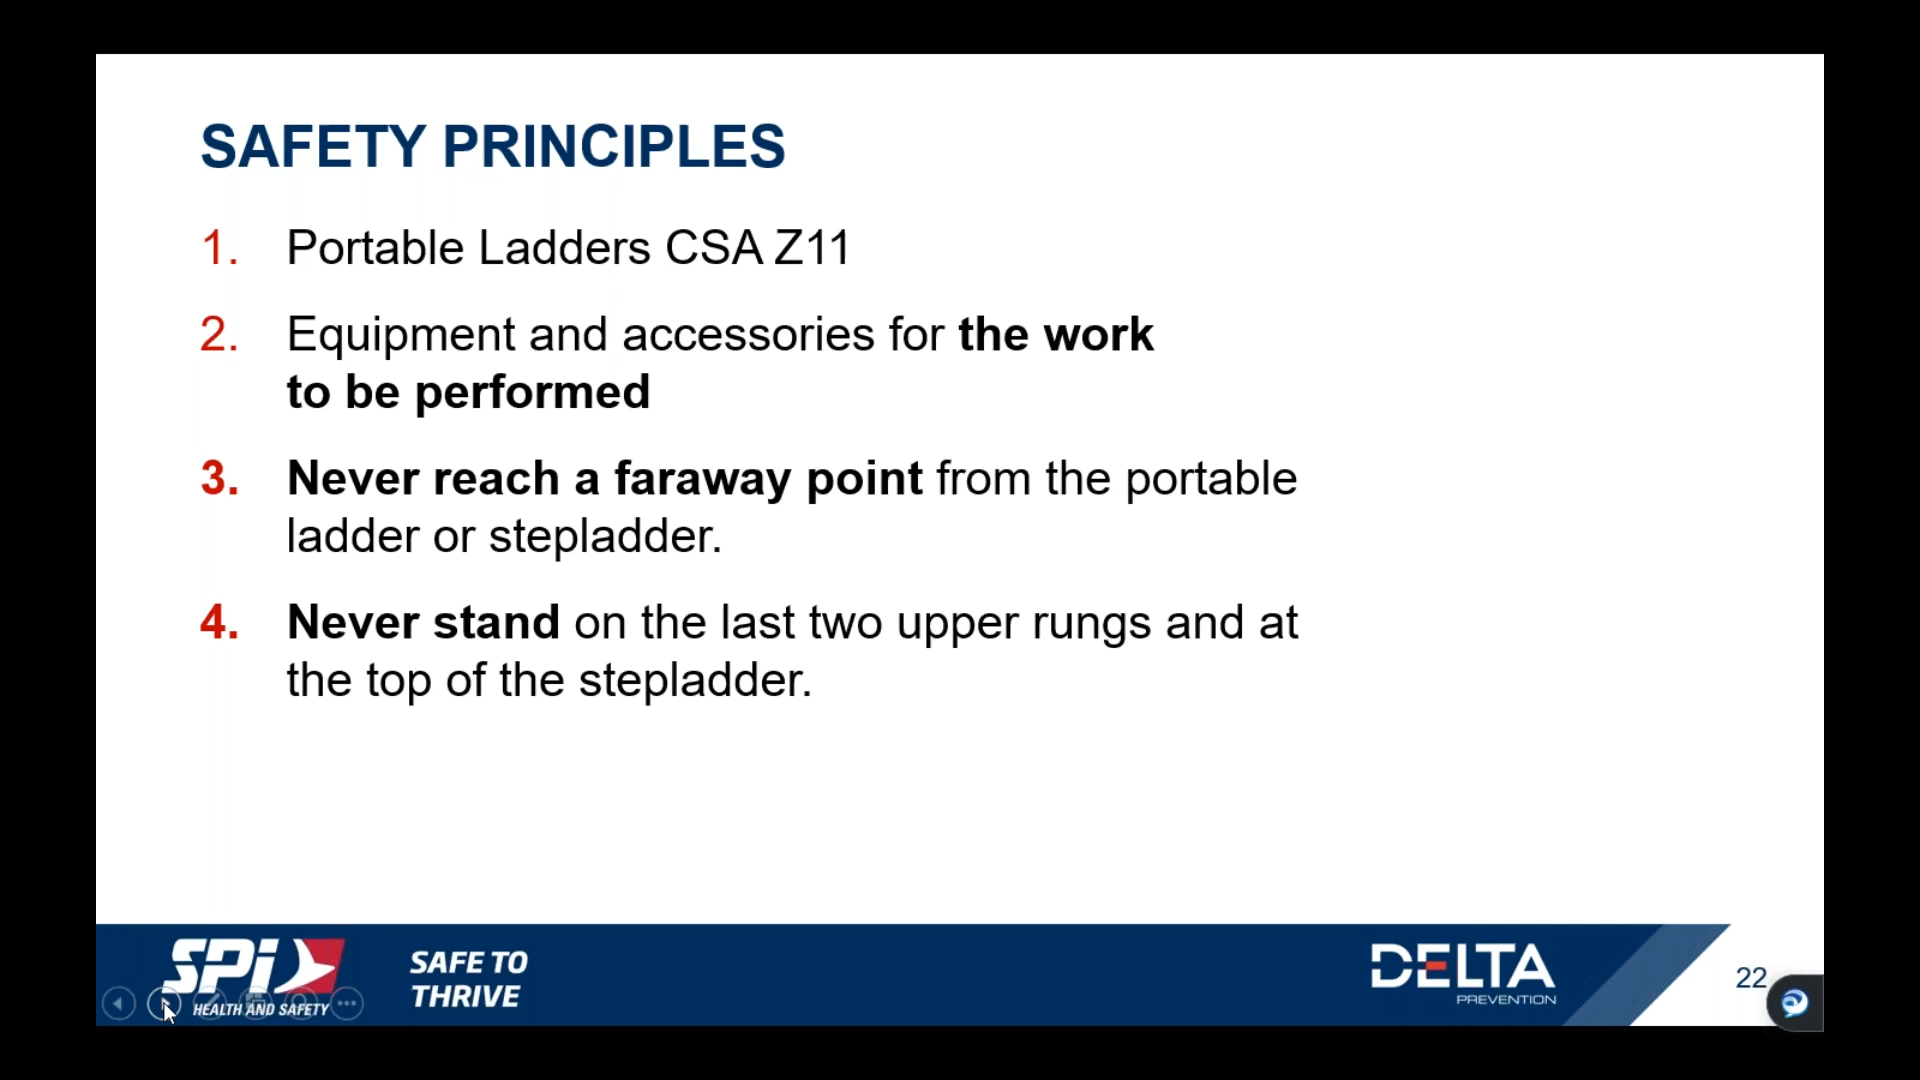 SAFETY PRINCIPLES
1. Portable Ladders CSA Z11
2. Equipment and accessories for the work
to be performed
3. Never reach a faraway point from the portable
ladder or stepladder.
4. Never stand on the last two upper rungs and at
the top of the stepladder.
SPi
HEALTH AND SAFETY
SAFE TO
THRIVE
DELTA
PREVENTION
22